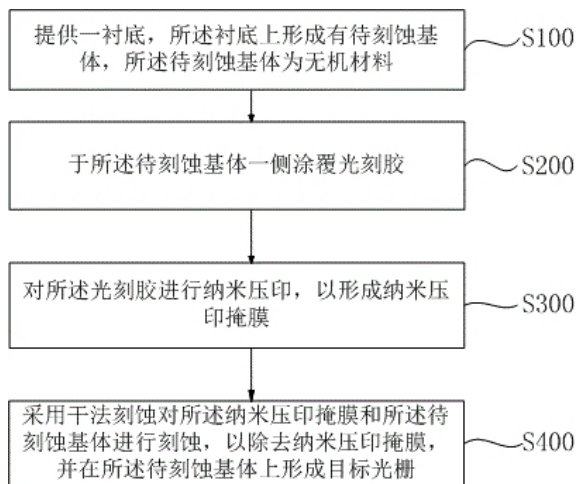 提供一衬底，所述衬底上形成有待刻蚀基
体，所述待刻蚀基体为无机材料
S100
于所述待刻蚀基体一侧涂覆光刻胶
S200
对所述光刻胶进行纳米压印，以形成纳米压
印掩膜
S300
采用干法刻蚀对所述纳米压印掩膜和所述待
刻蚀基体进行刻蚀，以除去纳米压印掩膜，
并在所述待刻蚀基体上形成目标光栅
S400